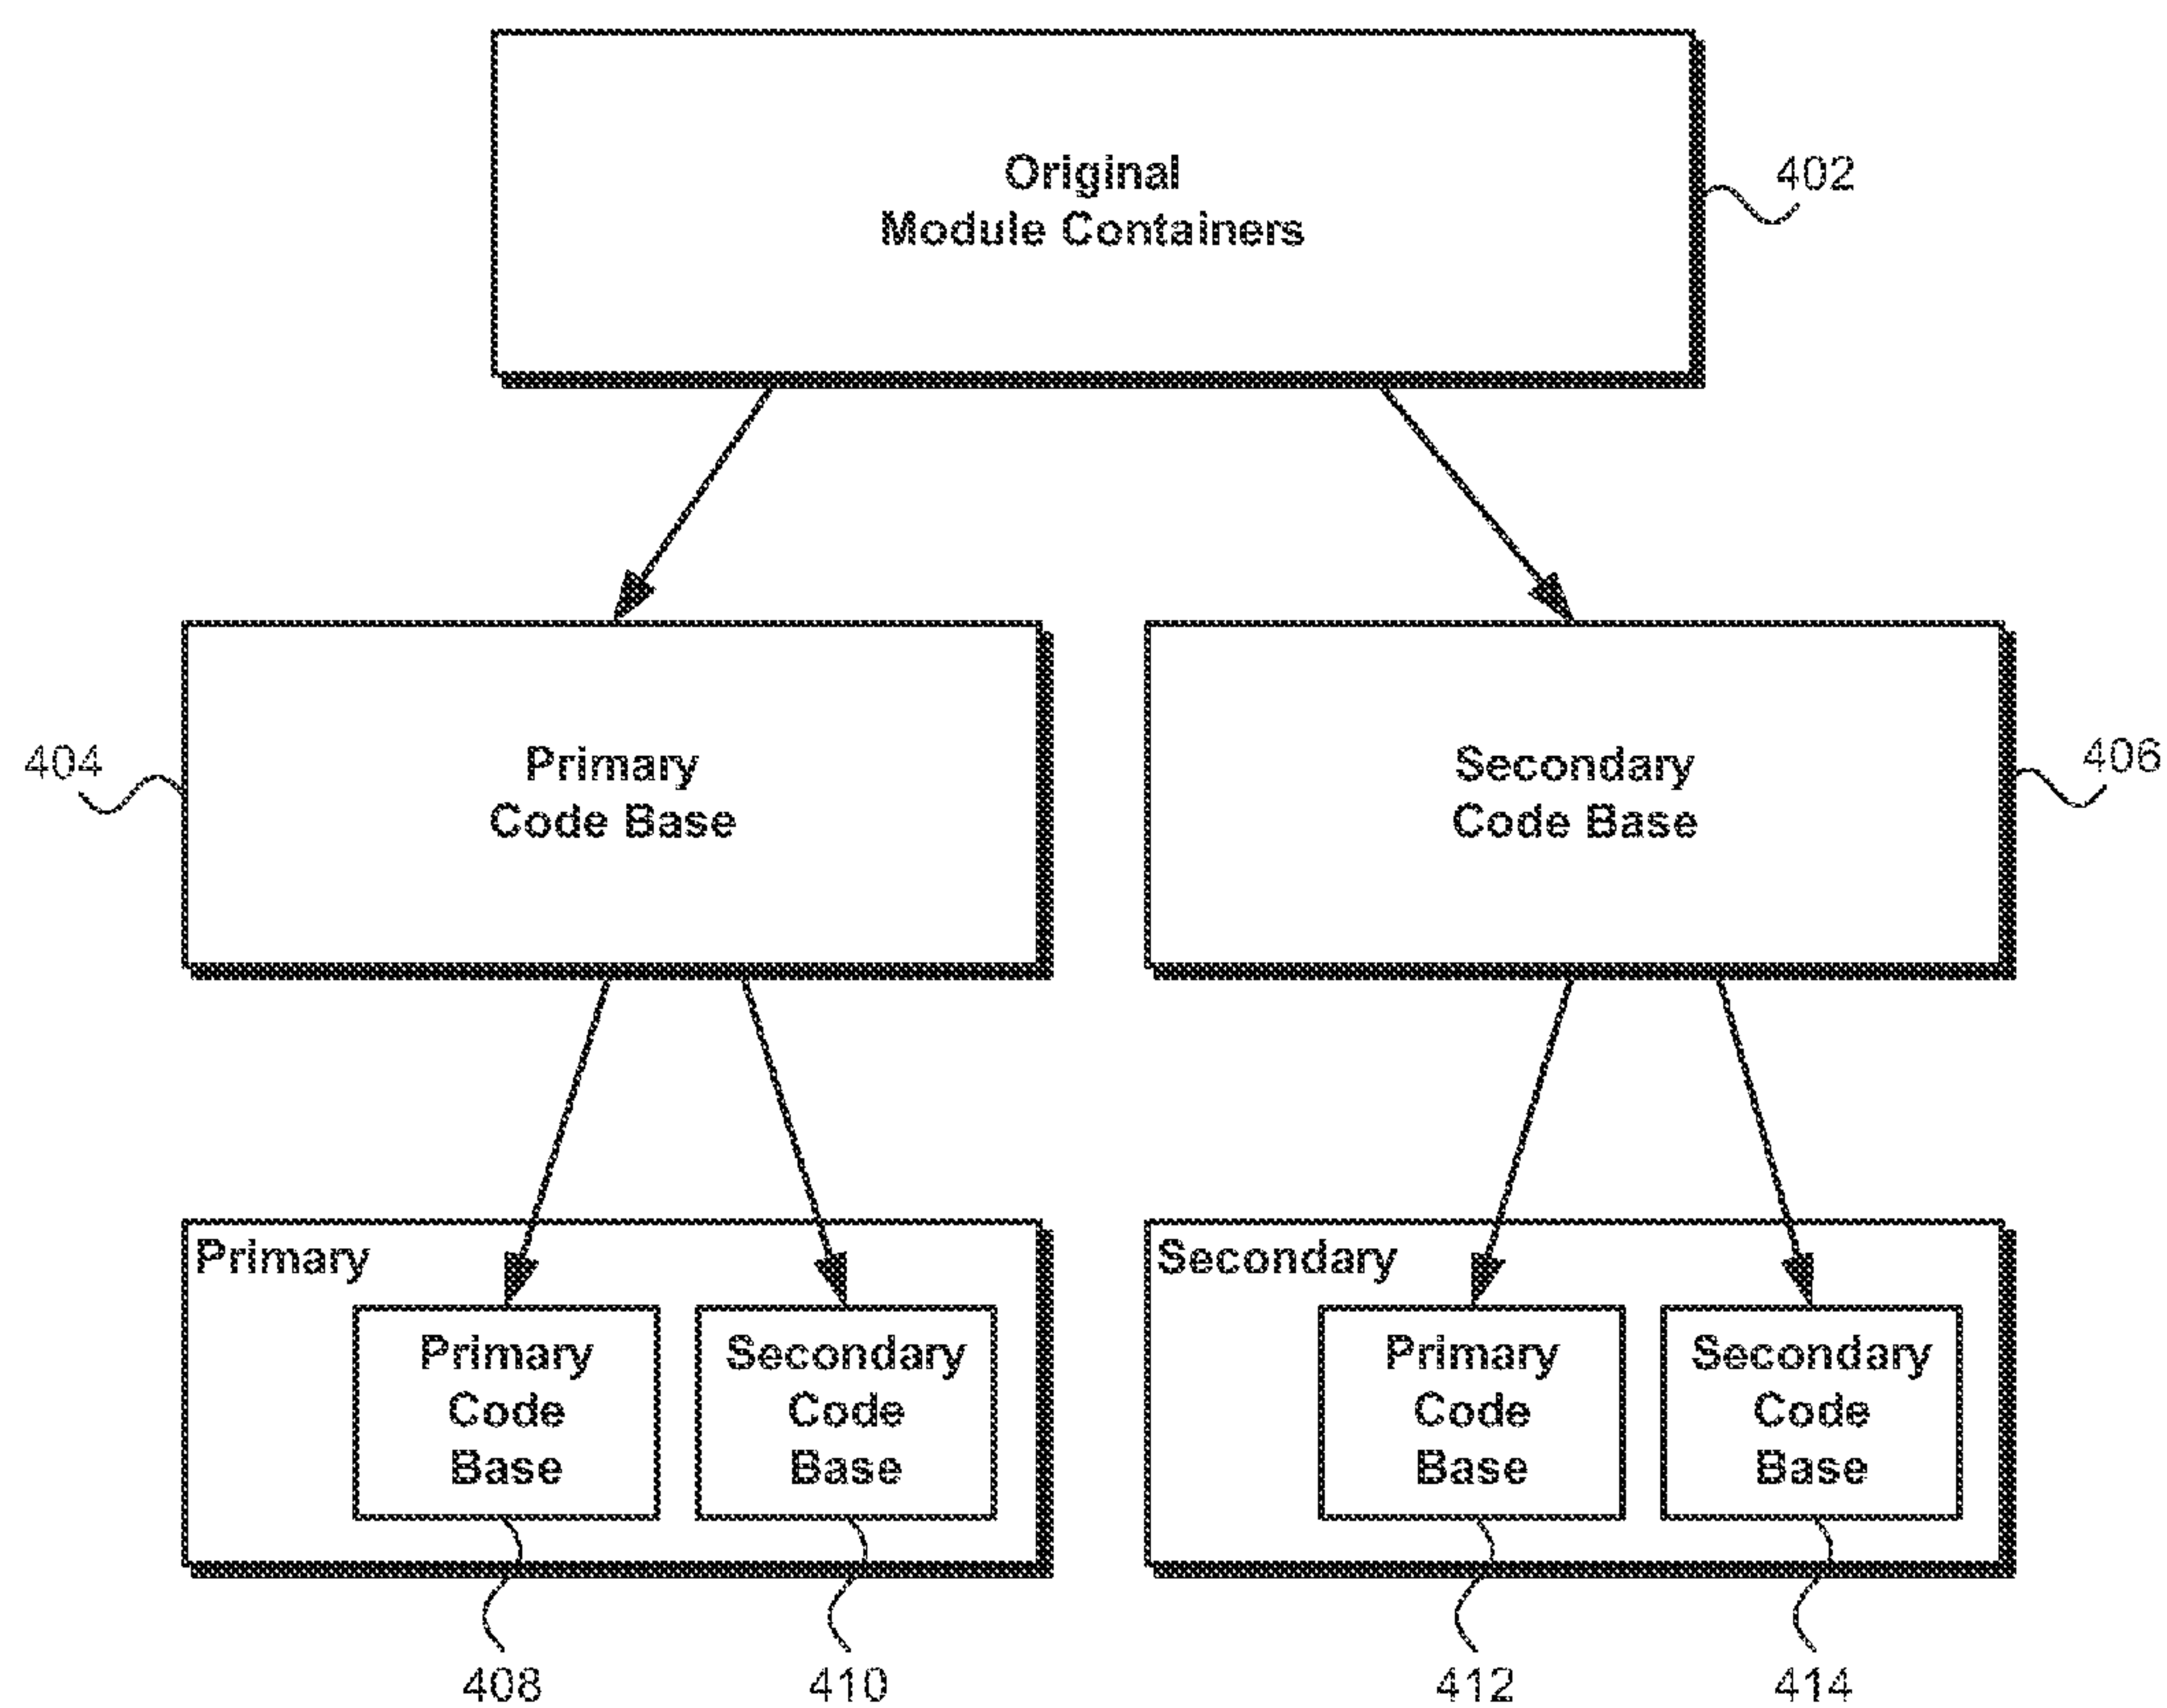 Original
Module Containers
402
404
Primary
Code Base
Secondary
Code Base
406
Primary
Primary
Code
Base
Secondary
Code
Base
Secondary
Primary
Code
Base
Secondary
Code
Base
408
410
412
414